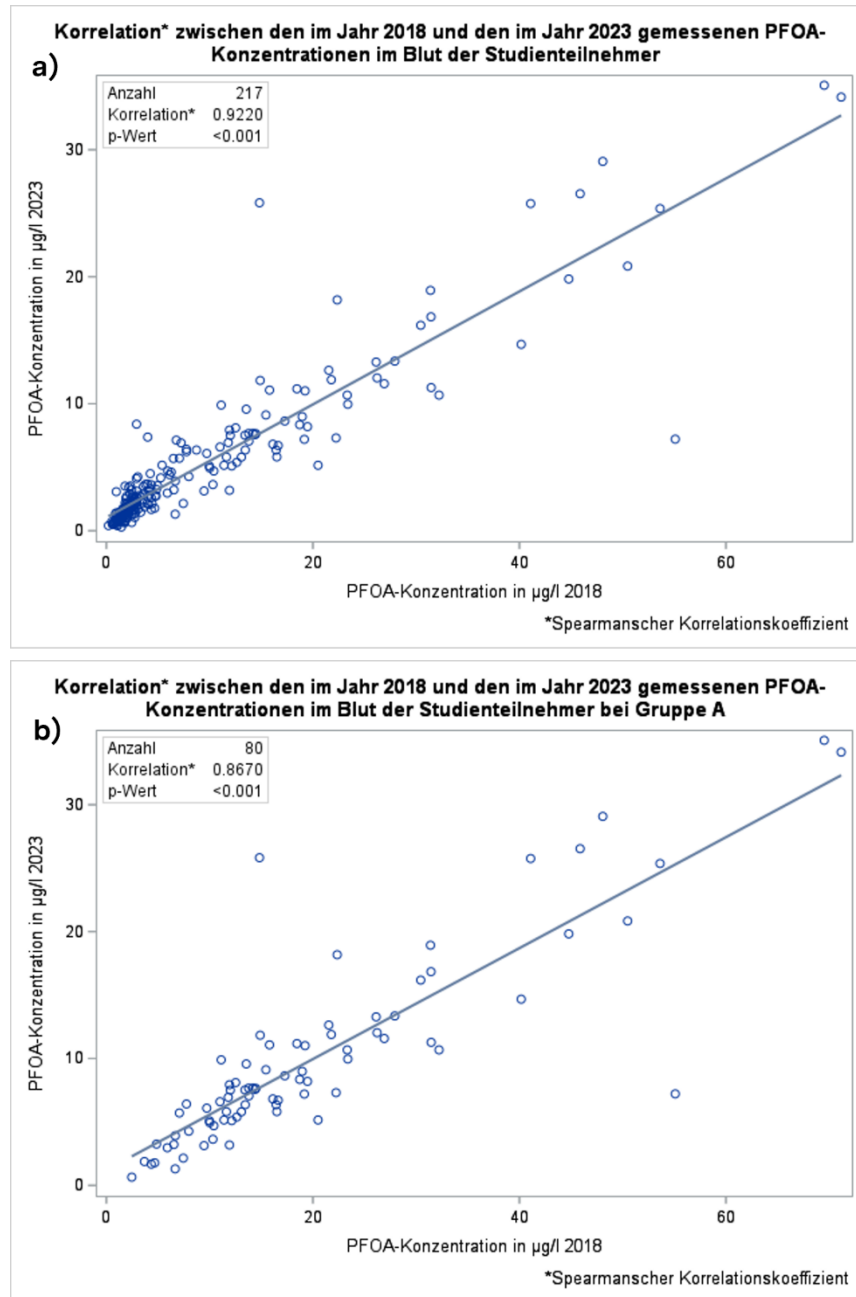 Korrelation* zwischen den im Jahr 2018 und den im Jahr 2023 gemessenen PFOA-
Konzentrationen im Blut der Studienteilnehmer
a)
Anzahl 217
Korrelation* 0.9220
p-Wert <0.001
PFOA-Konzentration in µg/l 2023
30
20
10
0
0 20 40 60
PFOA-Konzentration in µg/l 2018
*Spearmanscher Korrelationskoeffizient
Korrelation* zwischen den im Jahr 2018 und den im Jahr 2023 gemessenen PFOA-
Konzentrationen im Blut der Studienteilnehmer bei Gruppe A
b)
Anzahl 80
Korrelation* 0.8670
p-Wert <0.001
PFOA-Konzentration in µg/l 2023
30
20
10
0
0 20 40 60
PFOA-Konzentration in µg/l 2018
*Spearmanscher Korrelationskoeffizient